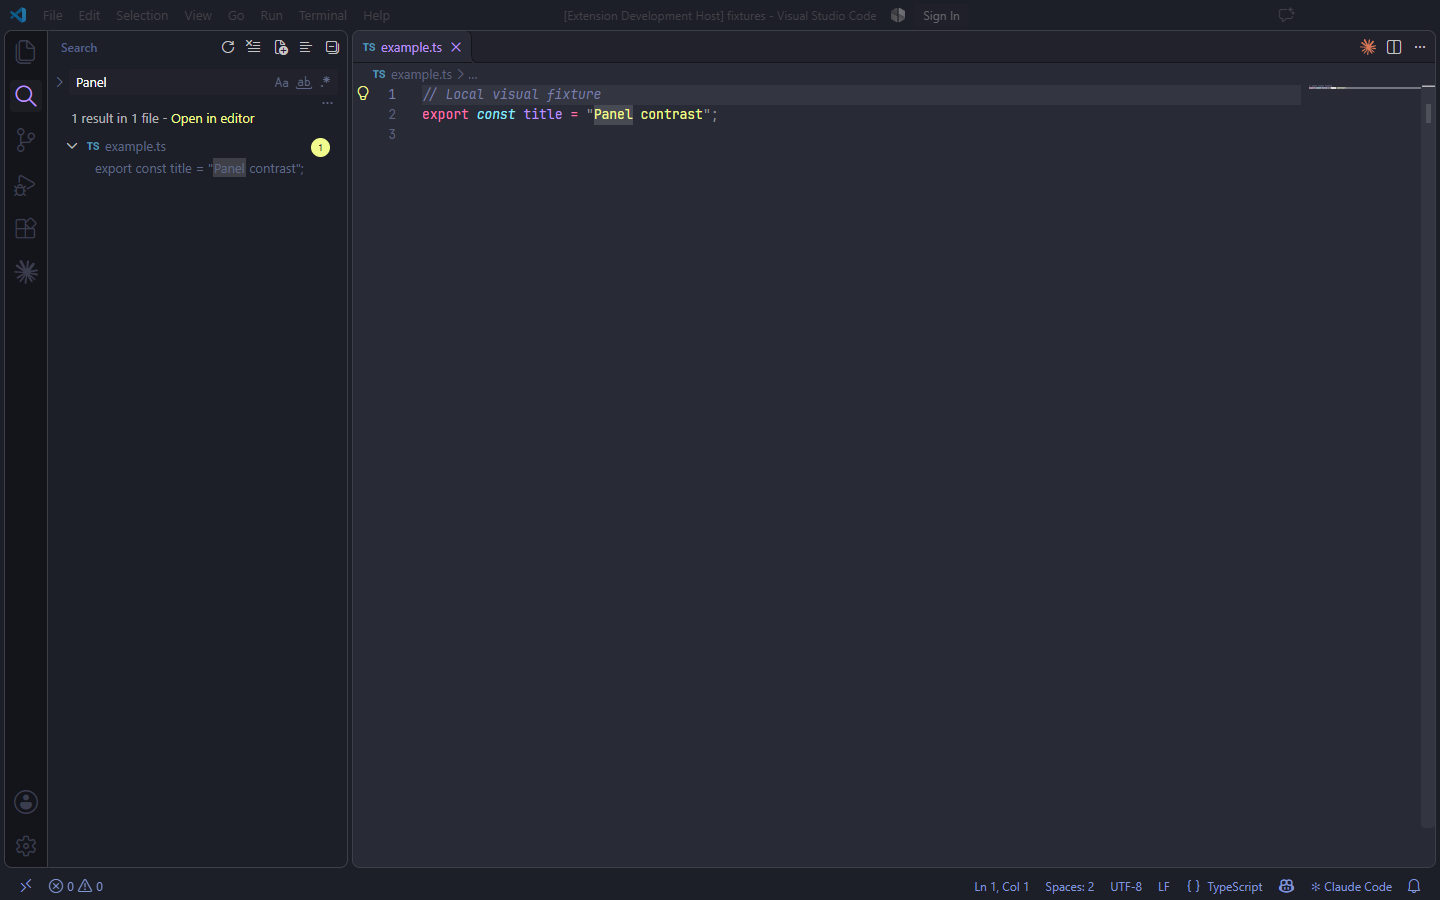 File Edit Selection View Go Run Terminal Help [Extension Development Host] fixtures - Visual Studio Code Sign In
Search
Panel Aa ab .*
1 result in 1 file - Open in editor
TS example.ts 1
export const title = "Panel contrast";
TS example.ts
TS example.ts > ...
1 // Local visual fixture
2 export const title = "Panel contrast";
3
0 0 Ln 1, Col 1 Spaces: 2 UTF-8 LF { } TypeScript Claude Code